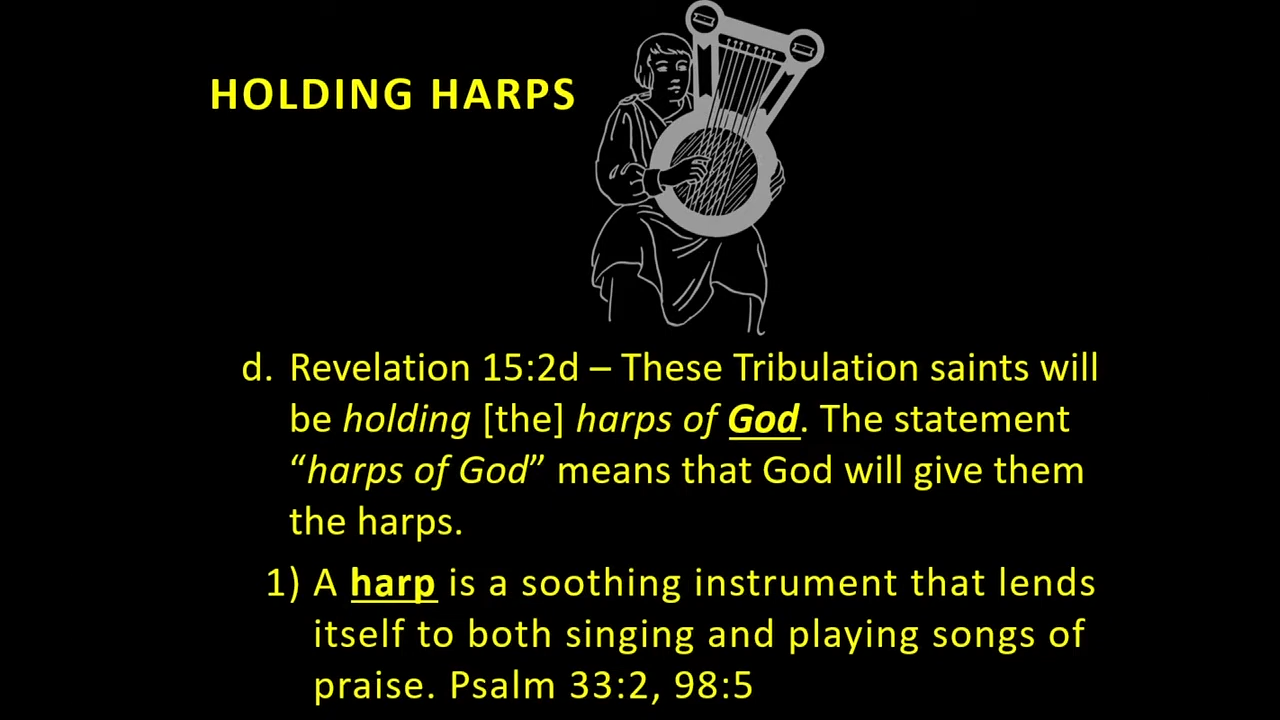 HOLDING HARPS
d. Revelation 15:2d – These Tribulation saints will
be holding [the] harps of God. The statement
“harps of God” means that God will give them
the harps.
1) A harp is a soothing instrument that lends
itself to both singing and playing songs of
praise. Psalm 33:2, 98:5